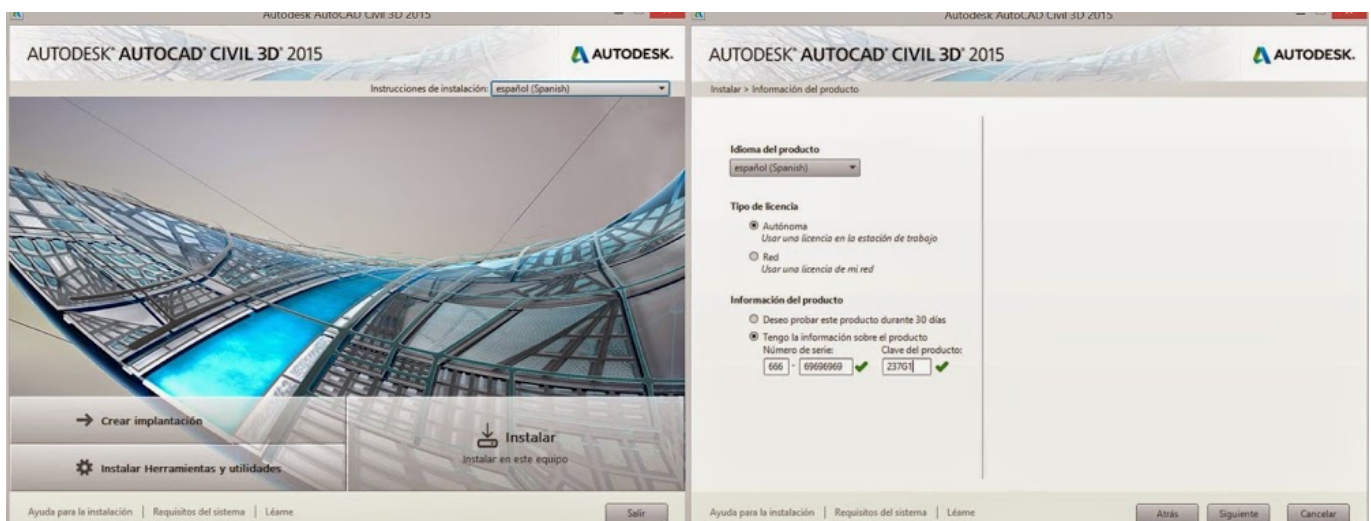 Autodesk AutoCAD Civil 3D 2015
AUTODESK® AUTOCAD® CIVIL 3D® 2015
AUTODESK.
Instrucciones de instalación: español (Spanish)
Crear implantación
Instalar Herramientas y utilidades
Instalar
Instalar en este equipo
Ayuda para la instalación | Requisitos del sistema | Léame
Salir
Autodesk AutoCAD Civil 3D 2015
AUTODESK® AUTOCAD® CIVIL 3D® 2015
AUTODESK.
Instalar > Información del producto
Idioma del producto
español (Spanish)
Tipo de licencia
Autónoma
Usar una licencia en la estación de trabajo
Red
Usar una licencia de mi red
Información del producto
Deseo probar este producto durante 30 días
Tengo la información sobre el producto
Número de serie: Clave del producto:
666 - 69696969 237G1
Ayuda para la instalación | Requisitos del sistema | Léame
Atrás Siguiente Cancelar